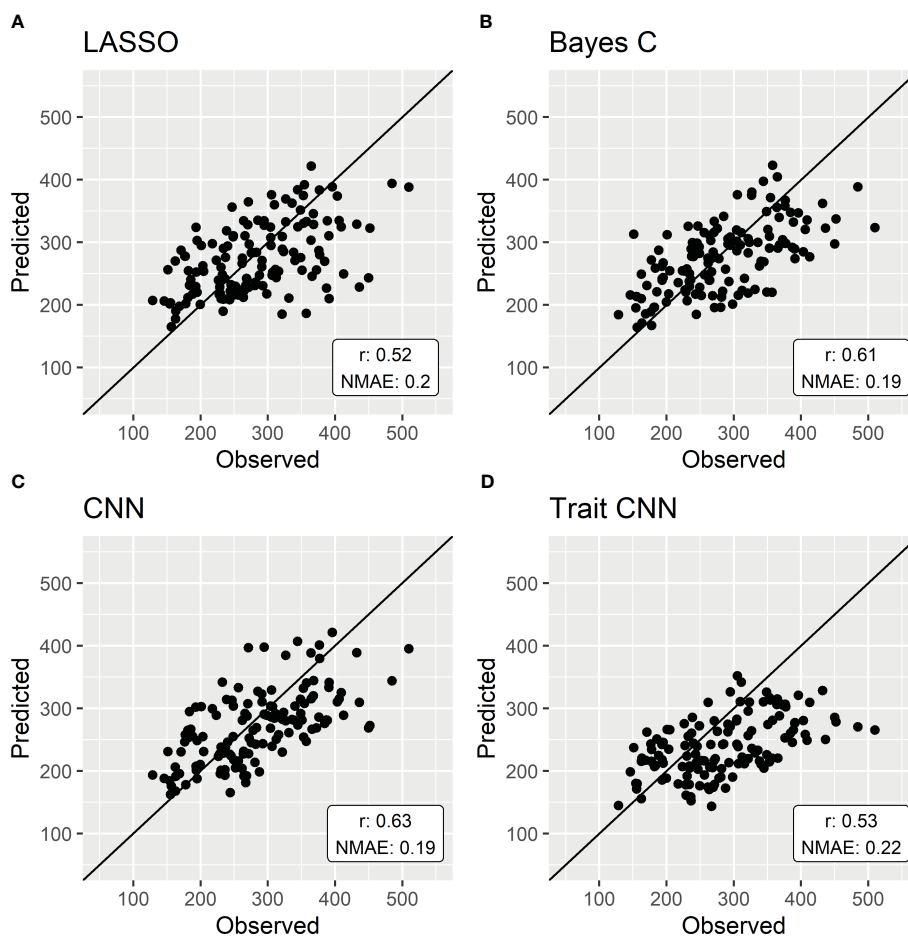 A
LASSO
500
400
300
200
100
Predicted
r: 0.52
NMAE: 0.2
100 200 300 400 500
Observed
B
Bayes C
500
400
300
200
100
Predicted
r: 0.61
NMAE: 0.19
100 200 300 400 500
Observed
C
CNN
500
400
300
200
100
Predicted
r: 0.63
NMAE: 0.19
100 200 300 400 500
Observed
D
Trait CNN
500
400
300
200
100
Predicted
r: 0.53
NMAE: 0.22
100 200 300 400 500
Observed